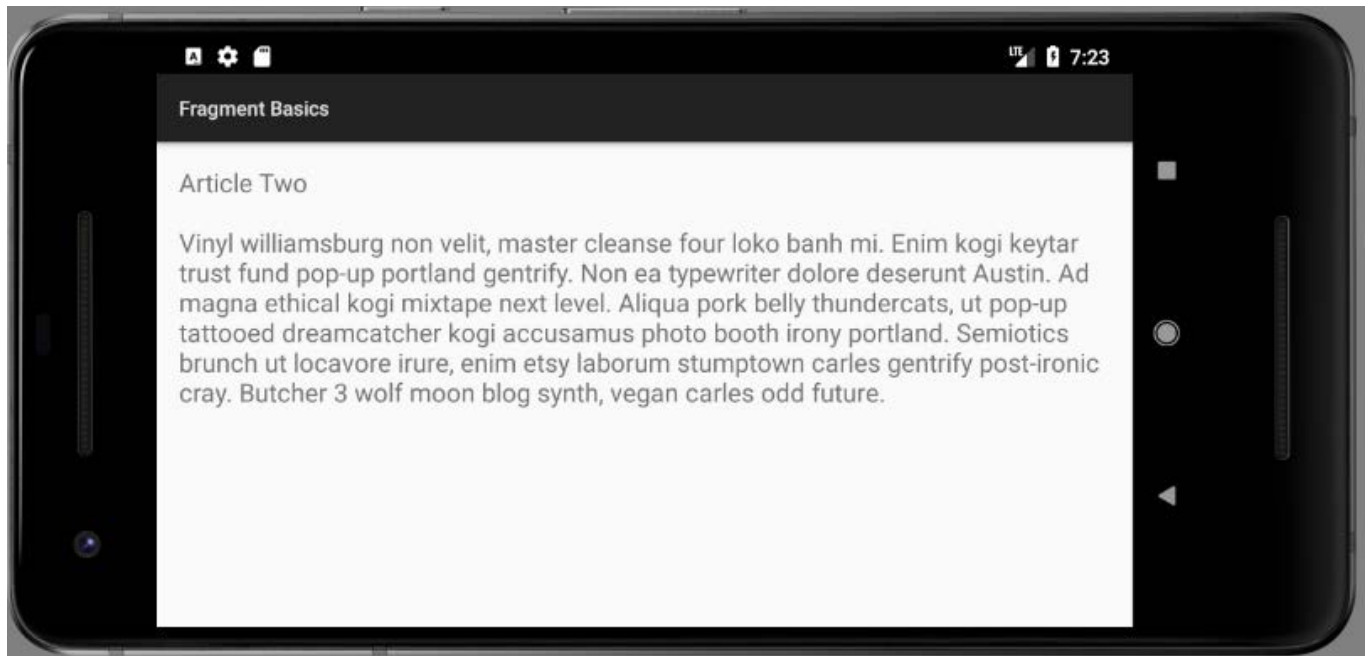 LTE 7:23
Fragment Basics
Article Two
Vinyl williamsburg non velit, master cleanse four loko banh mi. Enim kogi keytar
trust fund pop-up portland gentrify. Non ea typewriter dolore deserunt Austin. Ad
magna ethical kogi mixtape next level. Aliqua pork belly thundercats, ut pop-up
tattooed dreamcatcher kogi accusamus photo booth irony portland. Semiotics
brunch ut locavore irure, enim etsy laborum stumptown carles gentrify post-ironic
cray. Butcher 3 wolf moon blog synth, vegan carles odd future.